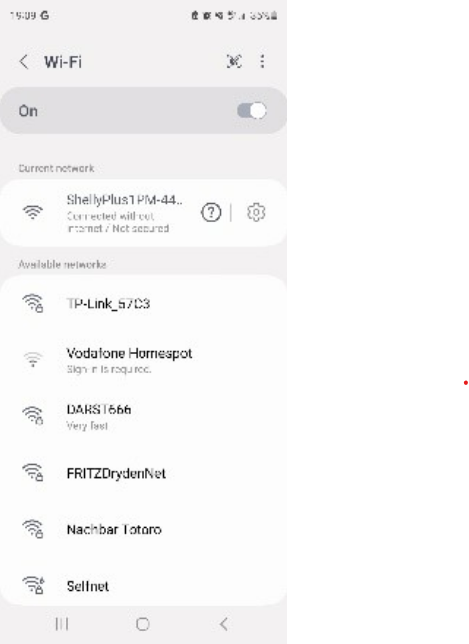 19:09 G
Wi-Fi
On
Current network
ShellyPlus1PM-44..
Connected without
internet / Not secured
Available networks
TP-Link_57C3
Vodafone Homespot
Sign-in is required.
DARST666
Very fast
FRITZDrydenNet
Nachbar Totoro
Selfnet